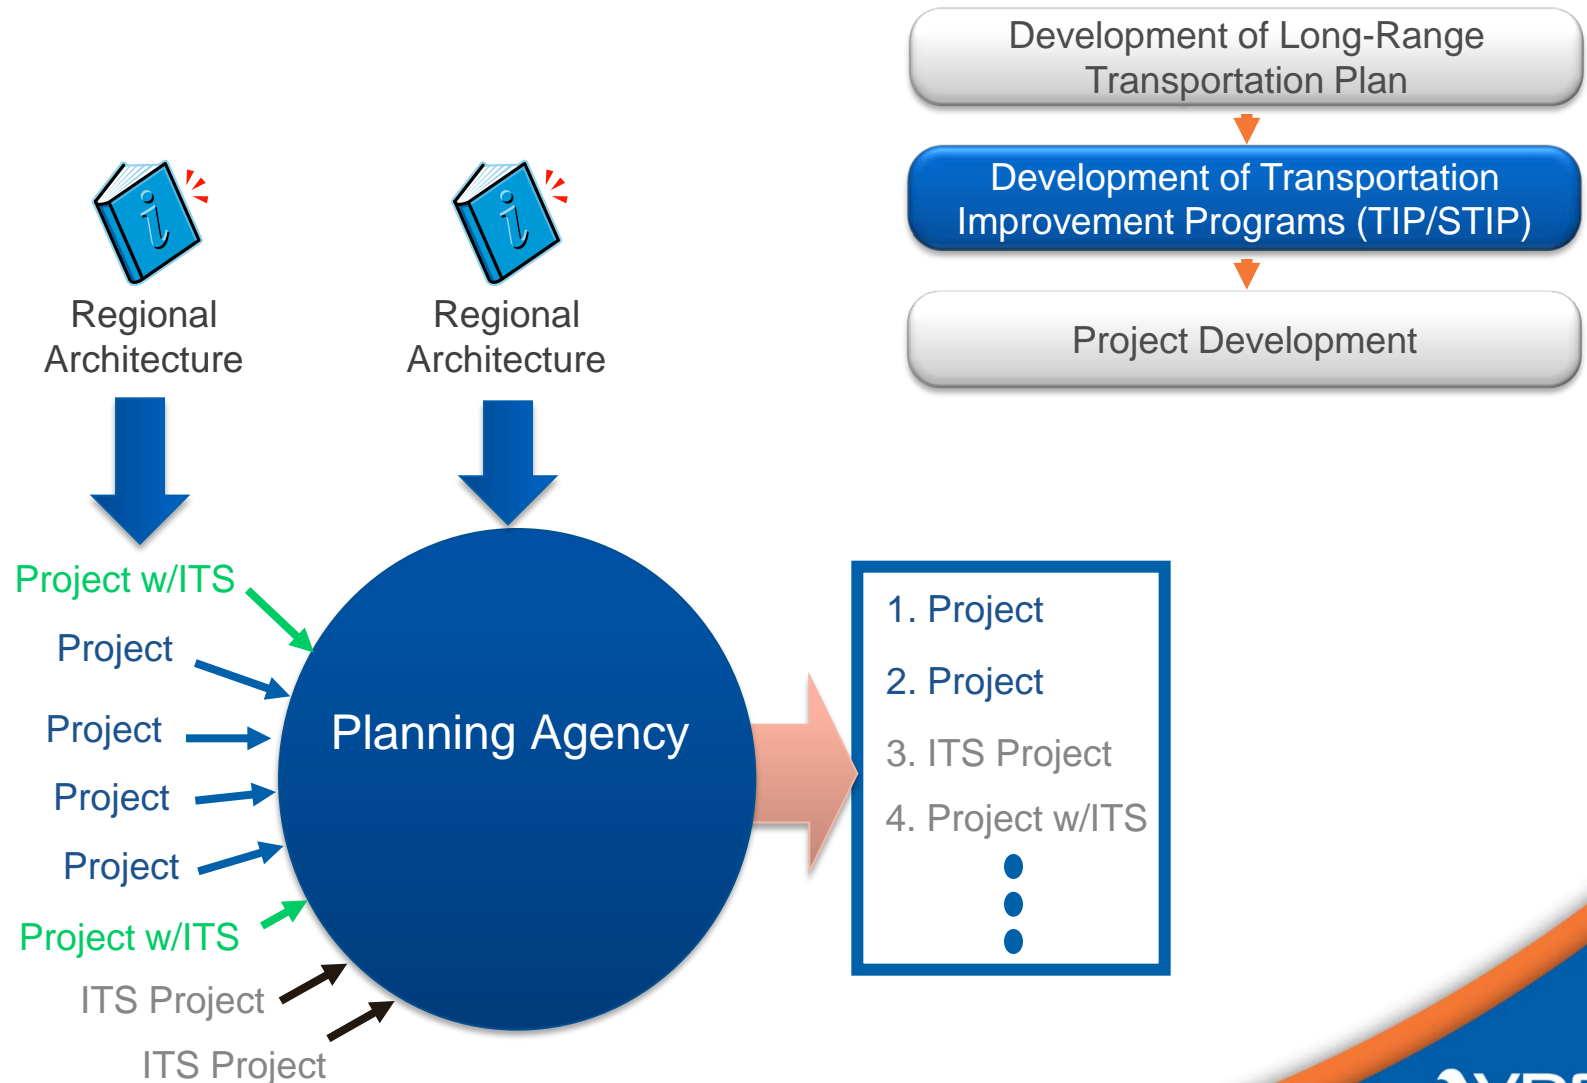 Development of Long-Range
Transportation Plan
Development of Transportation
Improvement Programs (TIP/STIP)
Project Development
Regional
Architecture
Regional
Architecture
Project w/ITS
Project
Project
Project
Project
Project w/ITS
ITS Project
ITS Project
Planning Agency
1. Project
2. Project
3. ITS Project
4. Project w/ITS